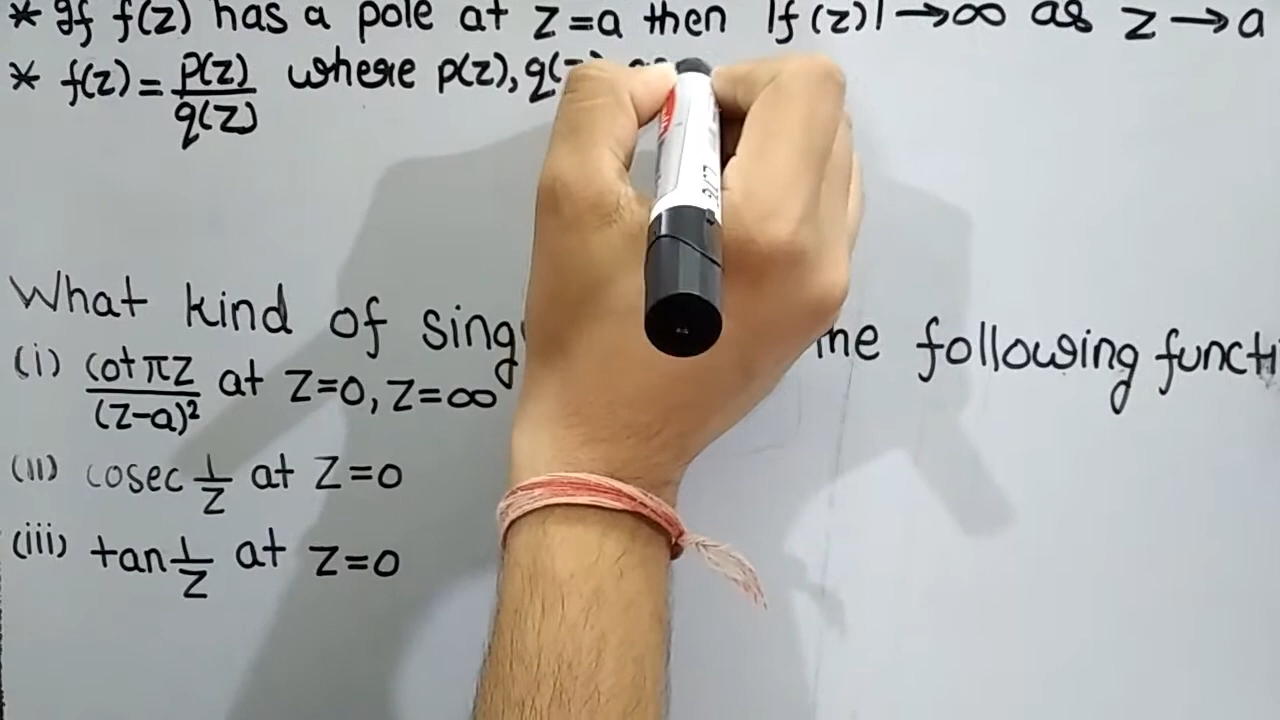 * If f(z) has a pole at z=a then |f(z)|→∞ as z→a
* f(z)=p(z)/q(z) where p(z), q(z)
What kind of sing the following functi
(i) cotπz/(z-a)² at z=0, z=∞
(ii) cosec 1/z at z=0
(iii) tan 1/z at z=0